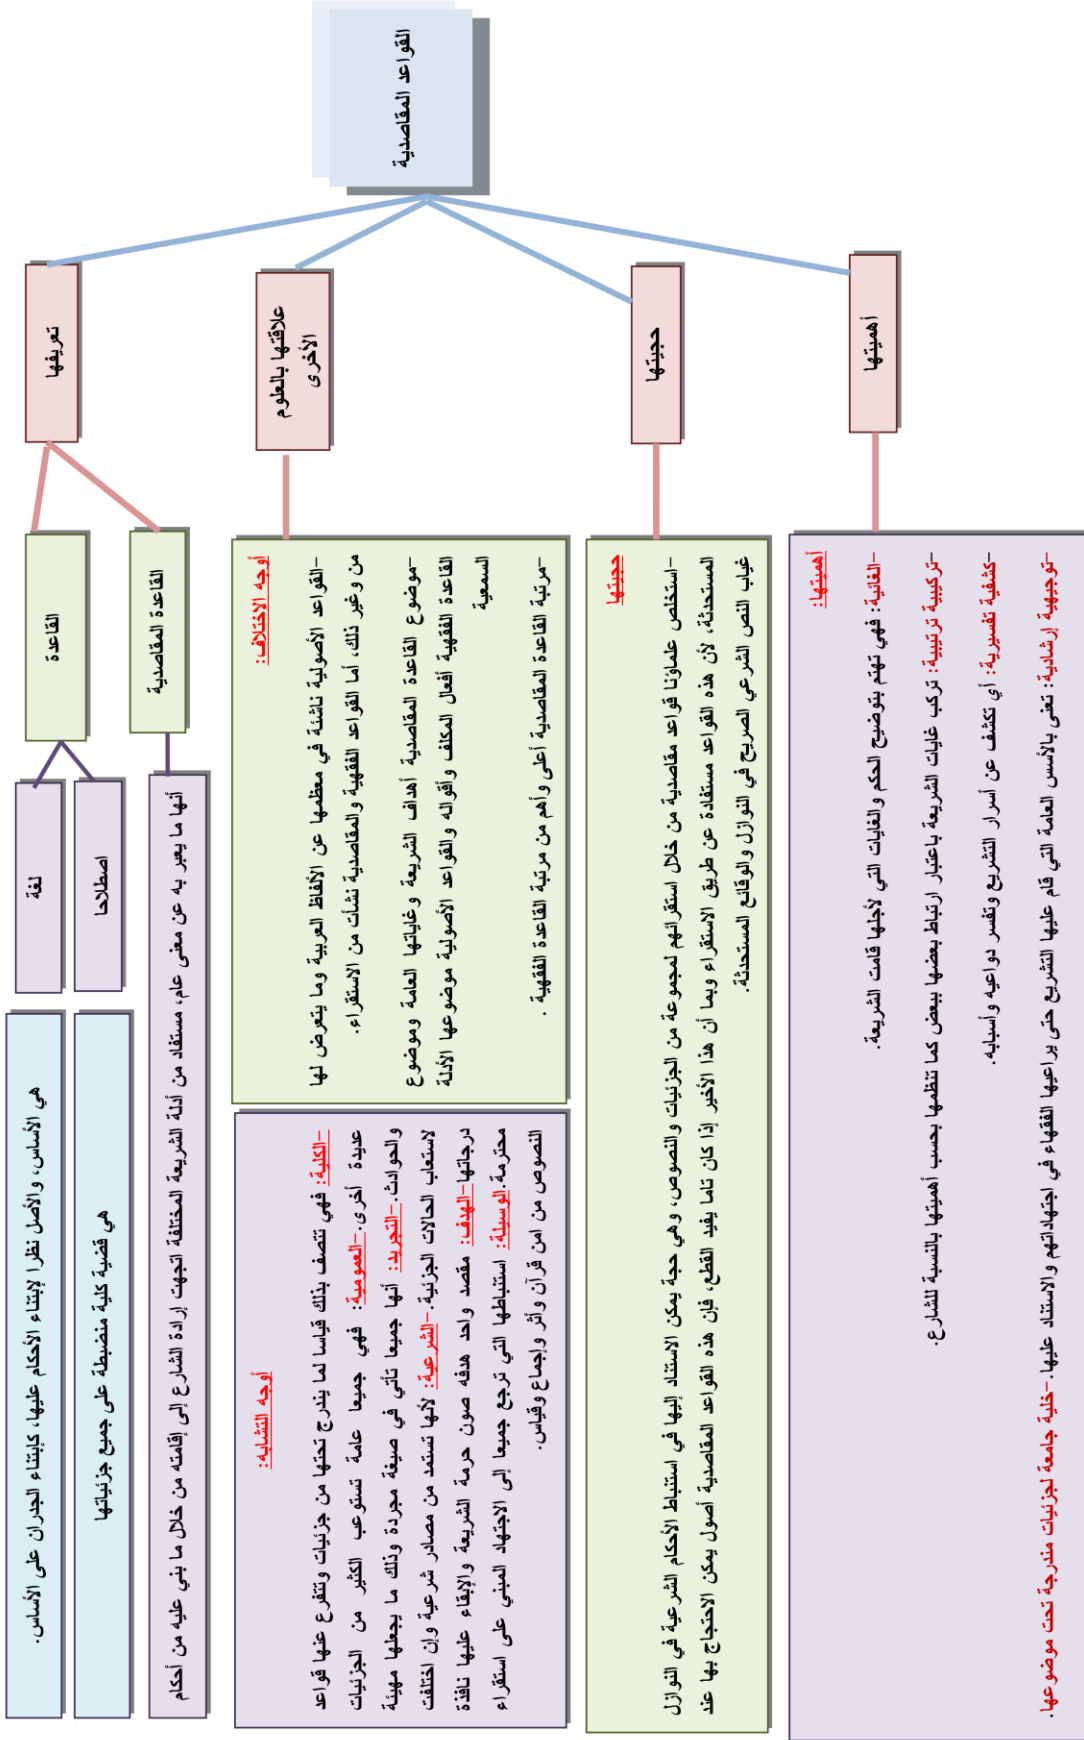 القواعد المقاصدية
أهميتها
حجيتها
علاقتها بالعلوم
الأخرى
تعريفها
أهميتها:
-الغائية: فهي تهتم بتوضيح الحكم والغايات التي لأجلها قامت الشريعة.
-تركيبية ترتيبية: تركب غايات الشريعة باعتبار ارتباط بعضها ببعض كما تنظمها بحسب أهميتها بالنسبة للشارع.
-كشفية تفسيرية: أي تكشف عن أسرار التشريع وتفسر دواعيه وأسبابه.
-توجيهية إرشادية: تعنى بالأسس العامة التي قام عليها التشريع حتى يراعيها الفقهاء في اجتهاداتهم والاستناد عليها. -خلية جامعة لجزئيات مندرجة تحت موضوعها.
حجيتها
-استخلص علماؤنا قواعد مقاصدية من خلال استقرائهم لمجموعة من الجزئيات والنصوص، وهي حجة يمكن الاستناد إليها في استنباط الأحكام الشرعية في النوازل
المستحدثة، لأن هذه القواعد مستفادة عن طريق الاستقراء وبما أن هذا الأخير إذا كان تاما يفيد القطع، فإن هذه القواعد المقاصدية أصول يمكن الاحتجاج بها عند
غياب النص الشرعي الصريح في النوازل والوقائع المستحدثة.
أوجه الاختلاف:
-القواعد الأصولية ناشئة في معظمها عن الألفاظ العربية وما يتعرض لها
من وغير ذلك، أما القواعد الفقهية والمقاصدية نشأت من الاستقراء.
-موضوع القاعدة المقاصدية أهداف الشريعة وغاياتها العامة وموضوع
القاعدة الفقهية أفعال المكلف وأقواله والقواعد الأصولية موضوعها الأدلة
السمعية
-مرتبة القاعدة المقاصدية أعلى وأهم من مرتبة القاعدة الفقهية .
أوجه التشابه:
-الكلية: فهي تتصف بذلك قياسا لما يندرج تحتها من جزئيات وتتفرع عنها قواعد
عديدة أخرى. -العمومية: فهي جميعا عامة تستوعب الكثير من الجزئيات
والحوادث. -التجريد: أنها جميعا تأتي في صيغة مجردة وذلك ما يجعلها مهيئة
لاستعاب الحالات الجزئية. -الشرعية: لأنها تستمد من مصادر شرعية وإن اختلفت
درجاتها -الهدف: مقصد واحد هدفه صون حرمة الشريعة والإبقاء عليها نافذة
محترمة. الوسيلة: استنباطها التي ترجع جميعا إلى الاجتهاد المبني على استقراء
النصوص من امن قرآن وأثر وإجماع وقياس.
القاعدة المقاصدية
القاعدة
أنها ما يعبر به عن معنى عام، مستفاد من أدلة الشريعة المختلفة اتجهت إرادة الشارع إلى إقامته من خلال ما بني عليه من أحكام
اصطلاحا
هي قضية كلية منضبطة على جميع جزئياتها
لغة
هي الأساس، والأصل نظرا لإبتناء الأحكام عليها، كإبتناء الجدران على الأساس.